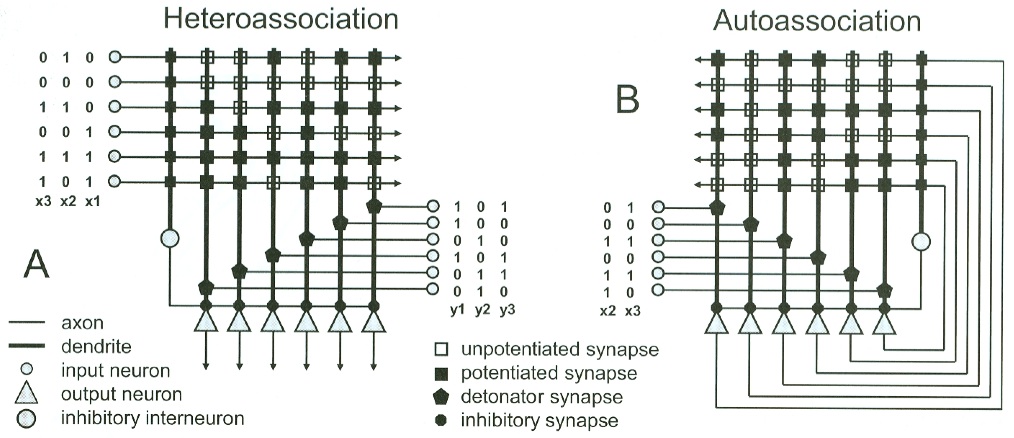 Heteroassociation
0 1 0
0 0 0
1 1 0
0 0 1
1 1 1
1 0 1
x3 x2 x1
1 0 1
1 0 0
0 1 0
1 0 1
0 1 1
0 1 0
y1 y2 y3
A
axon
dendrite
input neuron
output neuron
inhibitory interneuron
unpotentiated synapse
potentiated synapse
detonator synapse
inhibitory synapse
Autoassociation
B
0 1
0 0
1 1
0 0
1 1
1 0
x2 x3